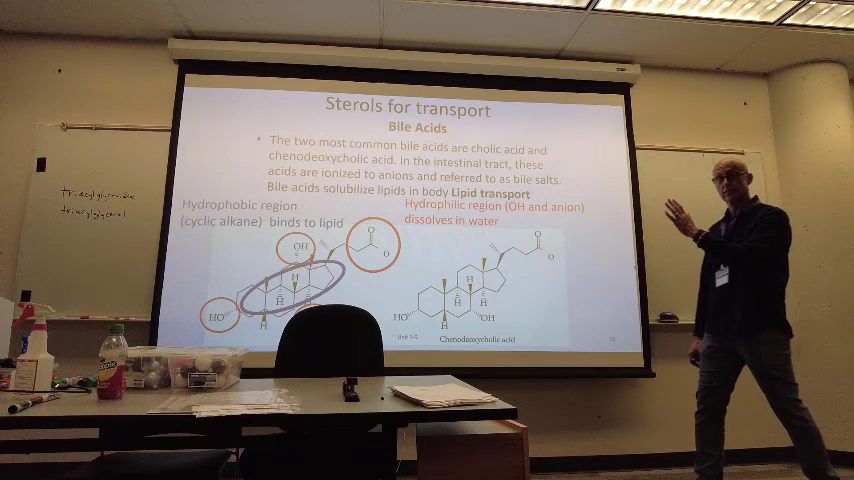 Sterols for transport
Bile Acids
• The two most common bile acids are cholic acid and
chenodeoxycholic acid. In the intestinal tract, these
acids are ionized to anions and referred to as bile salts.
Bile acids solubilize lipids in body Lipid transport
Hydrophobic region
(cyclic alkane) binds to lipid
Hydrophilic region (OH and anion)
dissolves in water
OH
O
O
HO
H
H
H
O
O
HO
H
H
H
H
OH
Chenodeoxycholic acid
triacylglycerol